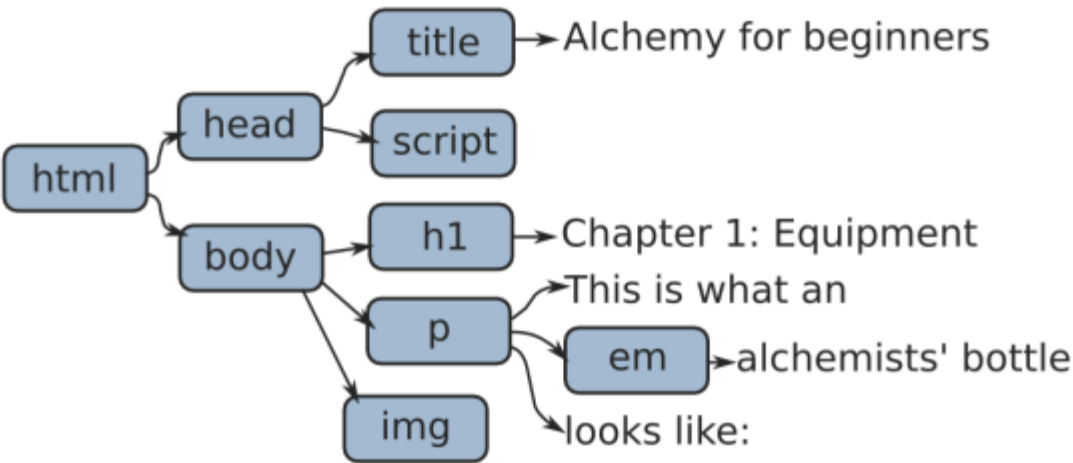 title
Alchemy for beginners
head
script
html
h1
Chapter 1: Equipment
body
This is what an
p
em
alchemists' bottle
img
looks like: